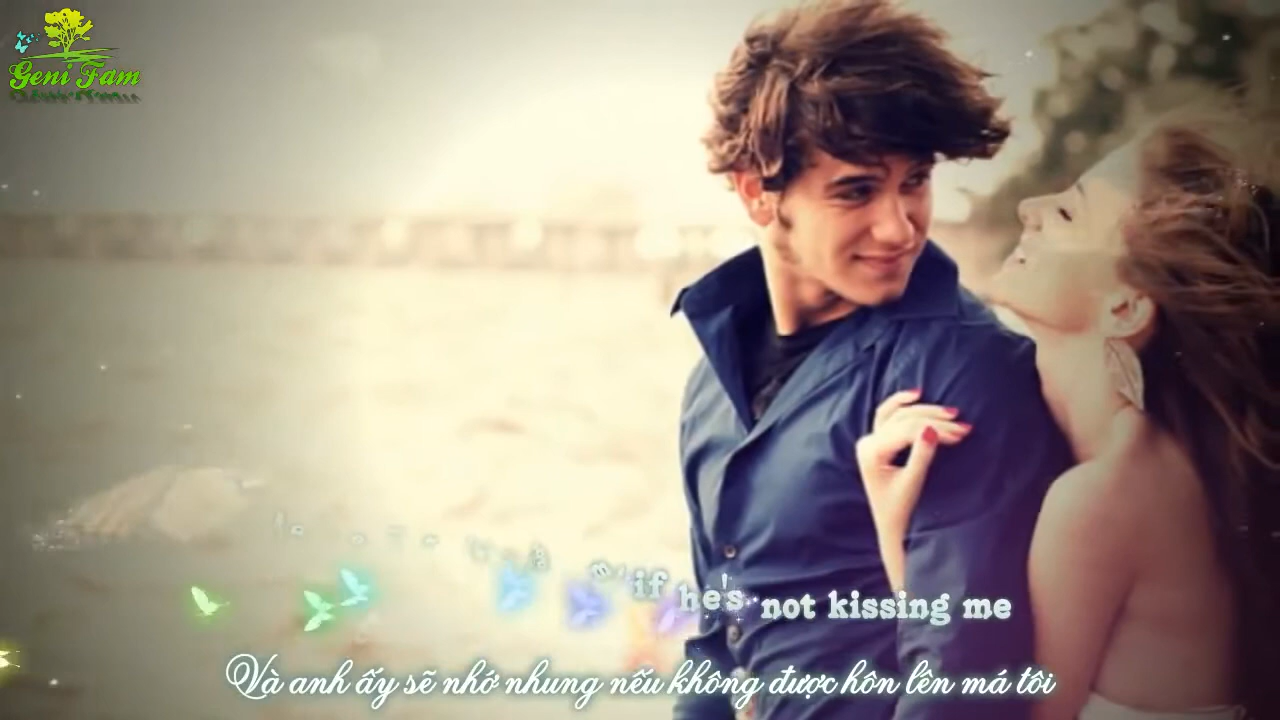 Geni Fam
if he's not kissing me
Và anh ấy sẽ nhớ nhung nếu không được hôn lên má tôi